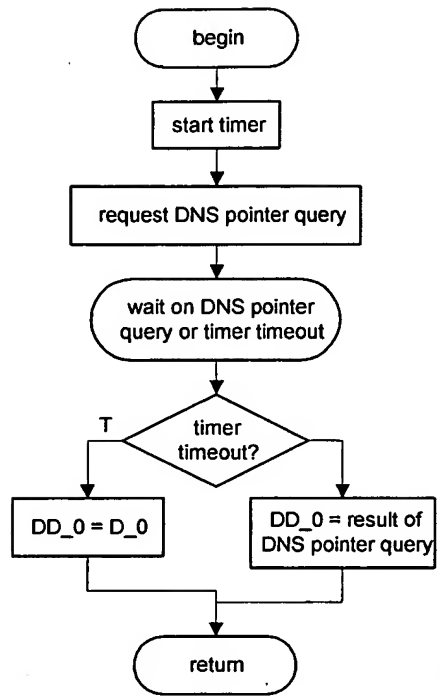 begin
start timer
request DNS pointer query
wait on DNS pointer
query or timer timeout
T
timer
timeout?
DD_0 = D_0
DD_0 = result of
DNS pointer query
return